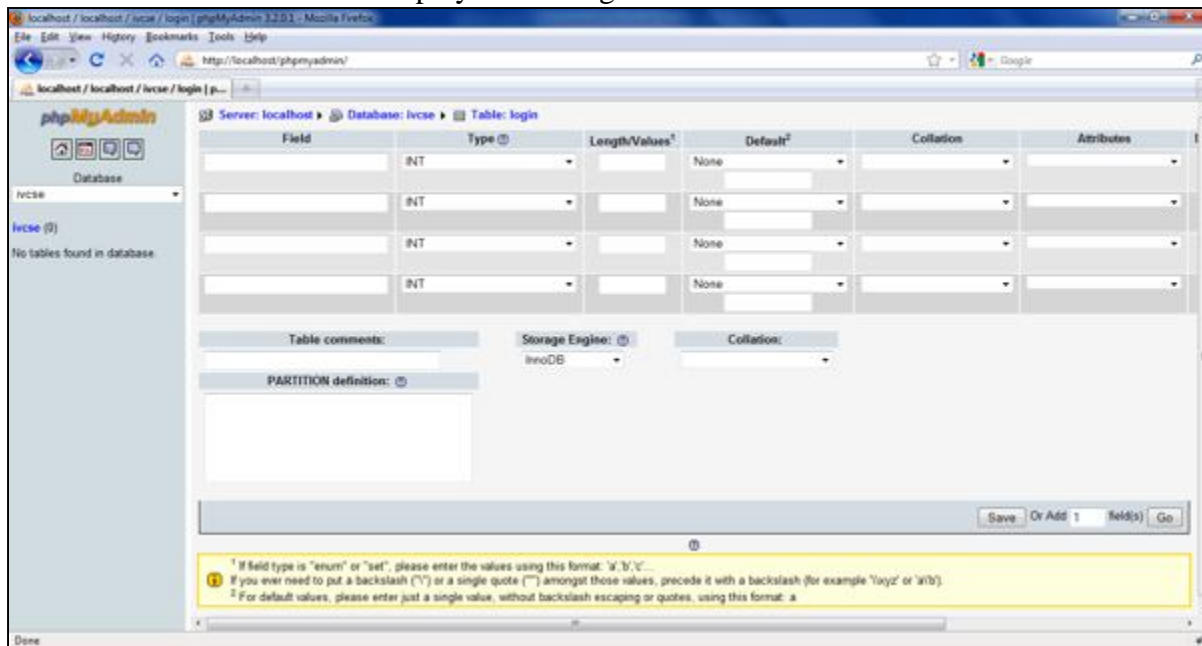 localhost / localhost / ivcse / login | phpMyAdmin 3.2.0.1 - Mozilla Firefox
File Edit View History Bookmarks Tools Help
http://localhost/phpmyadmin/
Google
localhost / localhost / ivcse / login | p...
phpMyAdmin
Server: localhost Database: ivcse Table: login
Field Type Length/Values1 Default2 Collation Attributes
INT None
Database
ivcse
INT None
ivcse (0)
INT None
No tables found in database.
INT None
Table comments: Storage Engine: Collation:
InnoDB
PARTITION definition:
Save Or Add 1 field(s) Go
1 If field type is "enum" or "set", please enter the values using this format: 'a','b','c'...
If you ever need to put a backslash ("\") or a single quote ("'") amongst those values, precede it with a backslash (for example '\\xyz' or 'a\'b').
2 For default values, please enter just a single value, without backslash escaping or quotes, using this format: a
Done